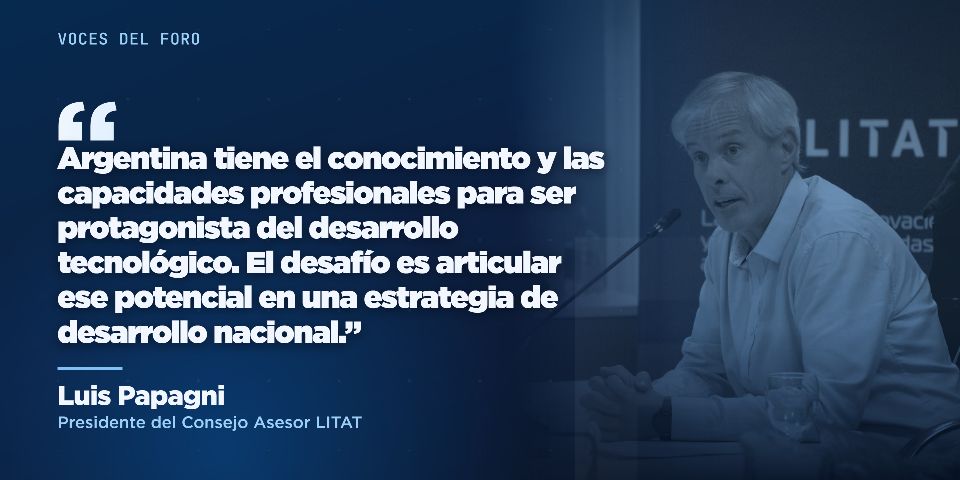 VOCES DEL FORO
“
Argentina tiene el conocimiento y las
capacidades profesionales para ser
protagonista del desarrollo
tecnológico. El desafío es articular
ese potencial en una estrategia de
desarrollo nacional.”
Luis Papagni
Presidente del Consejo Asesor LITAT
LITAT